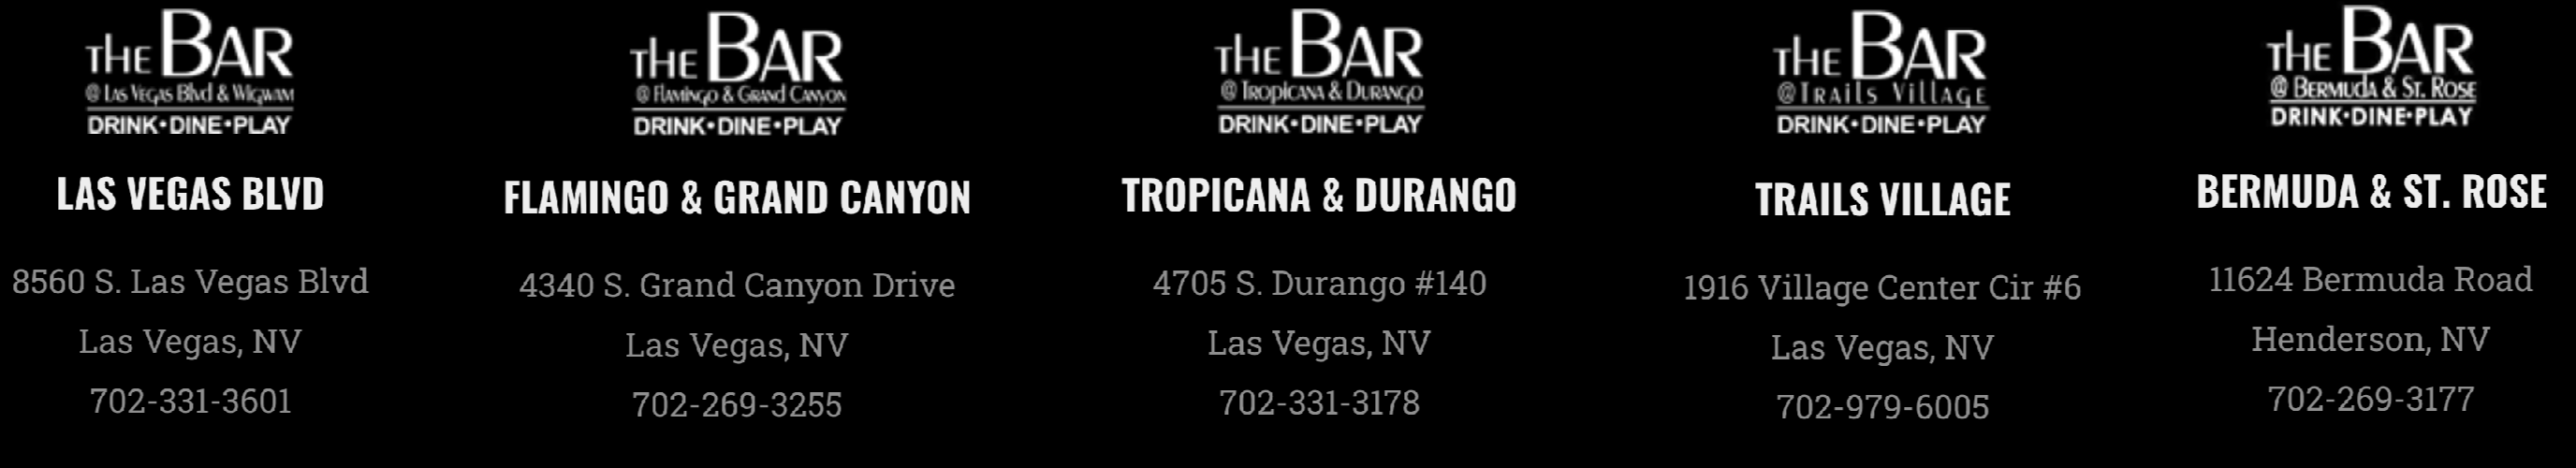 THE BAR
@ Las Vegas Blvd & Wigwam
DRINK•DINE•PLAY
LAS VEGAS BLVD
8560 S. Las Vegas Blvd
Las Vegas, NV
702-331-3601
THE BAR
@ Flamingo & Grand Canyon
DRINK•DINE•PLAY
FLAMINGO & GRAND CANYON
4340 S. Grand Canyon Drive
Las Vegas, NV
702-269-3255
THE BAR
@ Tropicana & Durango
DRINK•DINE•PLAY
TROPICANA & DURANGO
4705 S. Durango #140
Las Vegas, NV
702-331-3178
THE BAR
@ Trails Village
DRINK•DINE•PLAY
TRAILS VILLAGE
1916 Village Center Cir #6
Las Vegas, NV
702-979-6005
THE BAR
@ Bermuda & St. Rose
DRINK•DINE•PLAY
BERMUDA & ST. ROSE
11624 Bermuda Road
Henderson, NV
702-269-3177